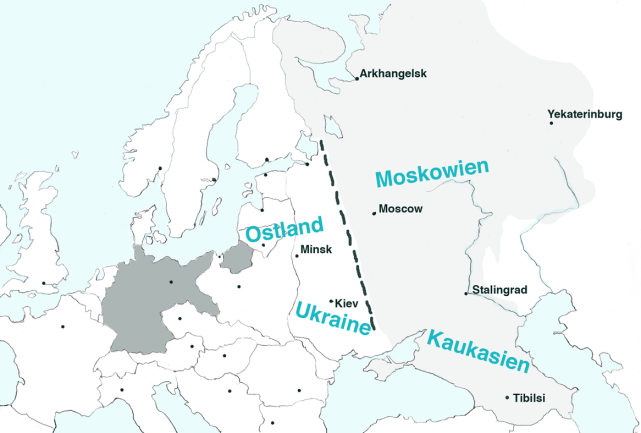 Arkhangelsk
Yekaterinburg
Moskowien
Moscow
Ostland
Minsk
Stalingrad
Kiev
Ukraine
Kaukasien
Tibilsi